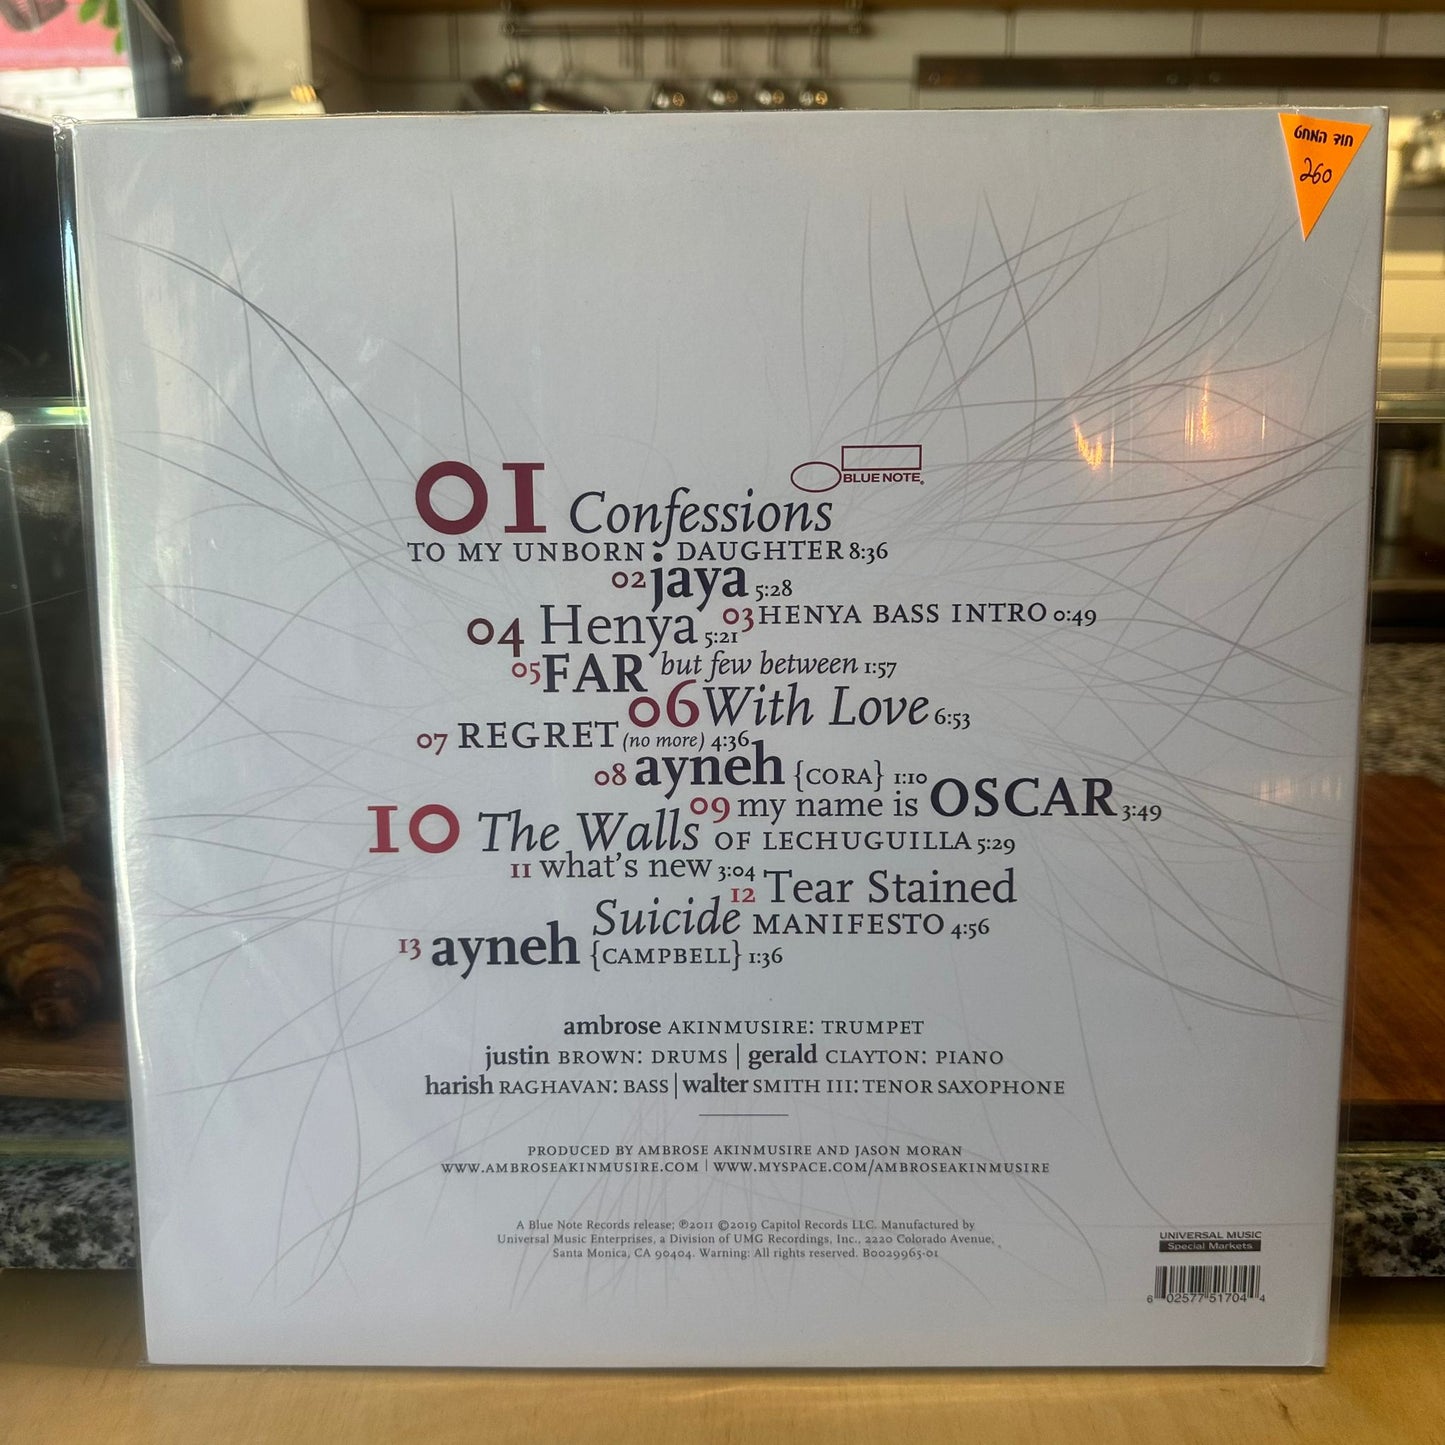 חוד המחט
260
BLUE NOTE
01 Confessions
TO MY UNBORN DAUGHTER 8:36
02 jaya 5:28
03 HENYA BASS INTRO 0:49
04 Henya 5:21
05 FAR but few between 1:57
06 With Love 6:53
07 REGRET (no more) 4:36
08 ayneh {CORA} 1:10
09 my name is OSCAR 3:49
10 The Walls OF LECHUGUILLA 5:29
11 what's new 3:04
12 Tear Stained
Suicide MANIFESTO 4:56
13 ayneh {CAMPBELL} 1:36
ambrose AKINMUSIRE: TRUMPET
justin BROWN: DRUMS | gerald CLAYTON: PIANO
harish RAGHAVAN: BASS | walter SMITH III: TENOR SAXOPHONE
PRODUCED BY AMBROSE AKINMUSIRE AND JASON MORAN
WWW.AMBROSEAKINMUSIRE.COM | WWW.MYSPACE.COM/AMBROSEAKINMUSIRE
A Blue Note Records release; ℗2011 ©2019 Capitol Records LLC. Manufactured by
Universal Music Enterprises, a Division of UMG Recordings, Inc., 2220 Colorado Avenue,
Santa Monica, CA 90404. Warning: All rights reserved. B0029965-01
UNIVERSAL MUSIC
Special Markets
6 02577 51704 4